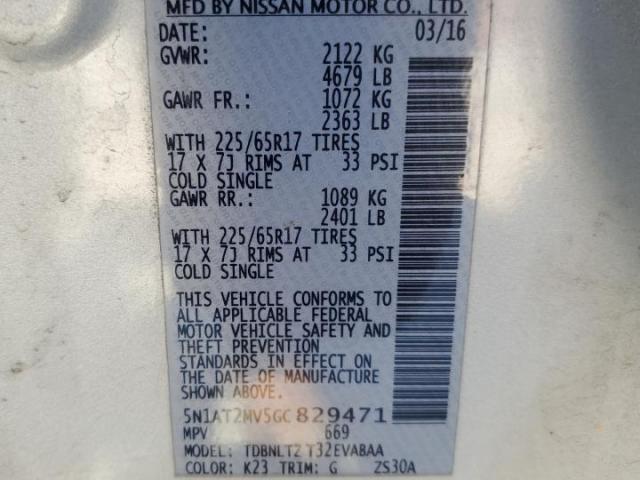 MFD BY NISSAN MOTOR CO., LTD.
DATE: 03/16
GVWR: 2122 KG
4679 LB
GAWR FR.: 1072 KG
2363 LB
WITH 225/65R17 TIRES
17 X 7J RIMS AT 33 PSI
COLD SINGLE
GAWR RR.: 1089 KG
2401 LB
WITH 225/65R17 TIRES
17 X 7J RIMS AT 33 PSI
COLD SINGLE
THIS VEHICLE CONFORMS TO
ALL APPLICABLE FEDERAL
MOTOR VEHICLE SAFETY AND
THEFT PREVENTION
STANDARDS IN EFFECT ON
THE DATE OF MANUFACTURE
SHOWN ABOVE.
5N1AT2MV5GC829471
MPV 669
MODEL: TDBNLT2 T32EVABAA
COLOR: K23 TRIM: G ZS30A